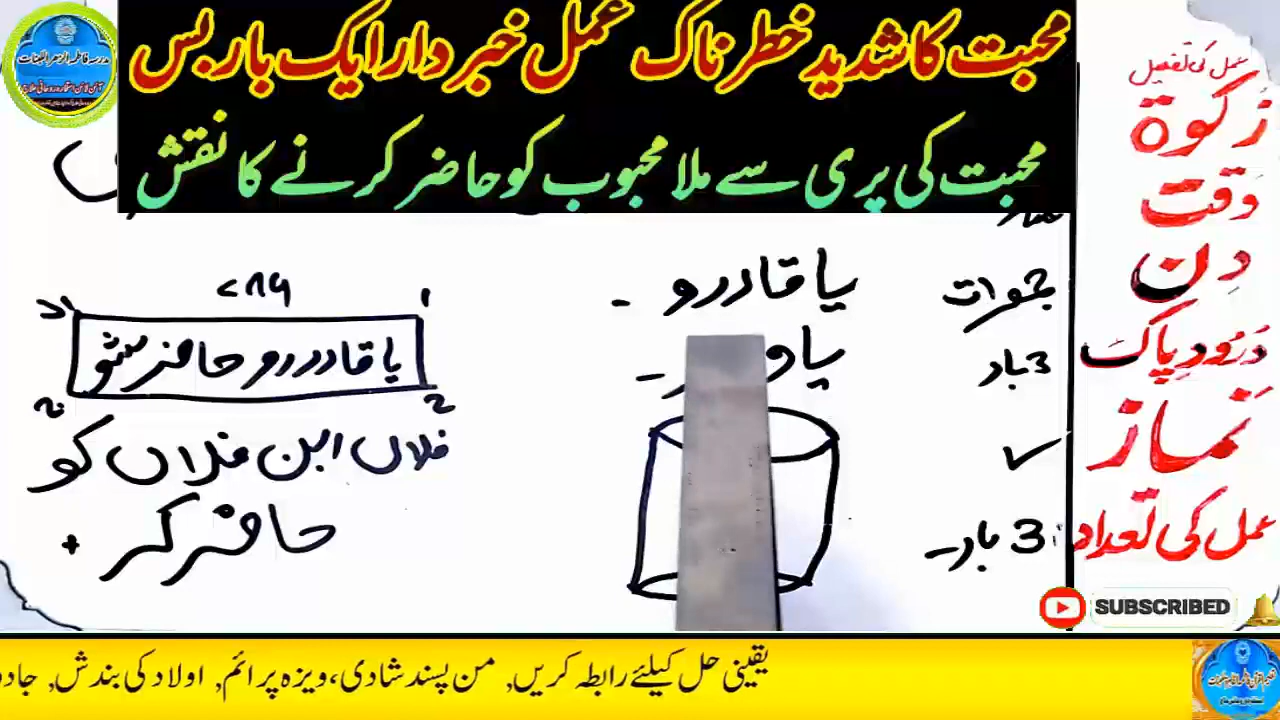 محبت کا شدید خطرناک عمل خبردار ایک بار بس
محبت کی پری سے ملا محبوب کو حاضر کرنے کا نقش
عمل کی تفصیل
زکوۃ
وقت
دن
درود پاک
نماز
عمل کی تعداد
جمعرات
3 بار
✓
3 بار۔
یا قادرو ۔
یا و
۷۸۶
یا قادررو حاضر شو
فلاں ابن فلاں کو
حاضر کر
SUBSCRIBED
یقینی حل کیلئے رابطہ کریں, من پسند شادی، ویزہ پرائم, اولاد کی بندش, جادو